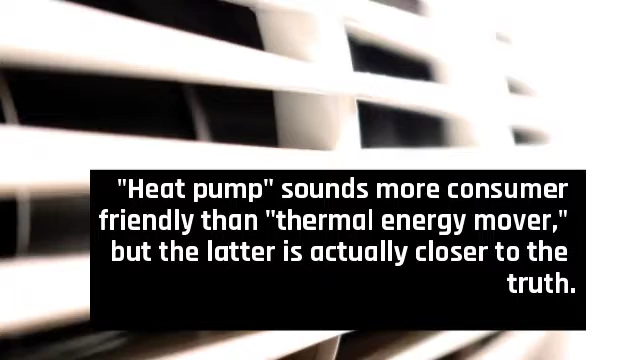 "Heat pump" sounds more consumer
friendly than "thermal energy mover,"
but the latter is actually closer to the
truth.